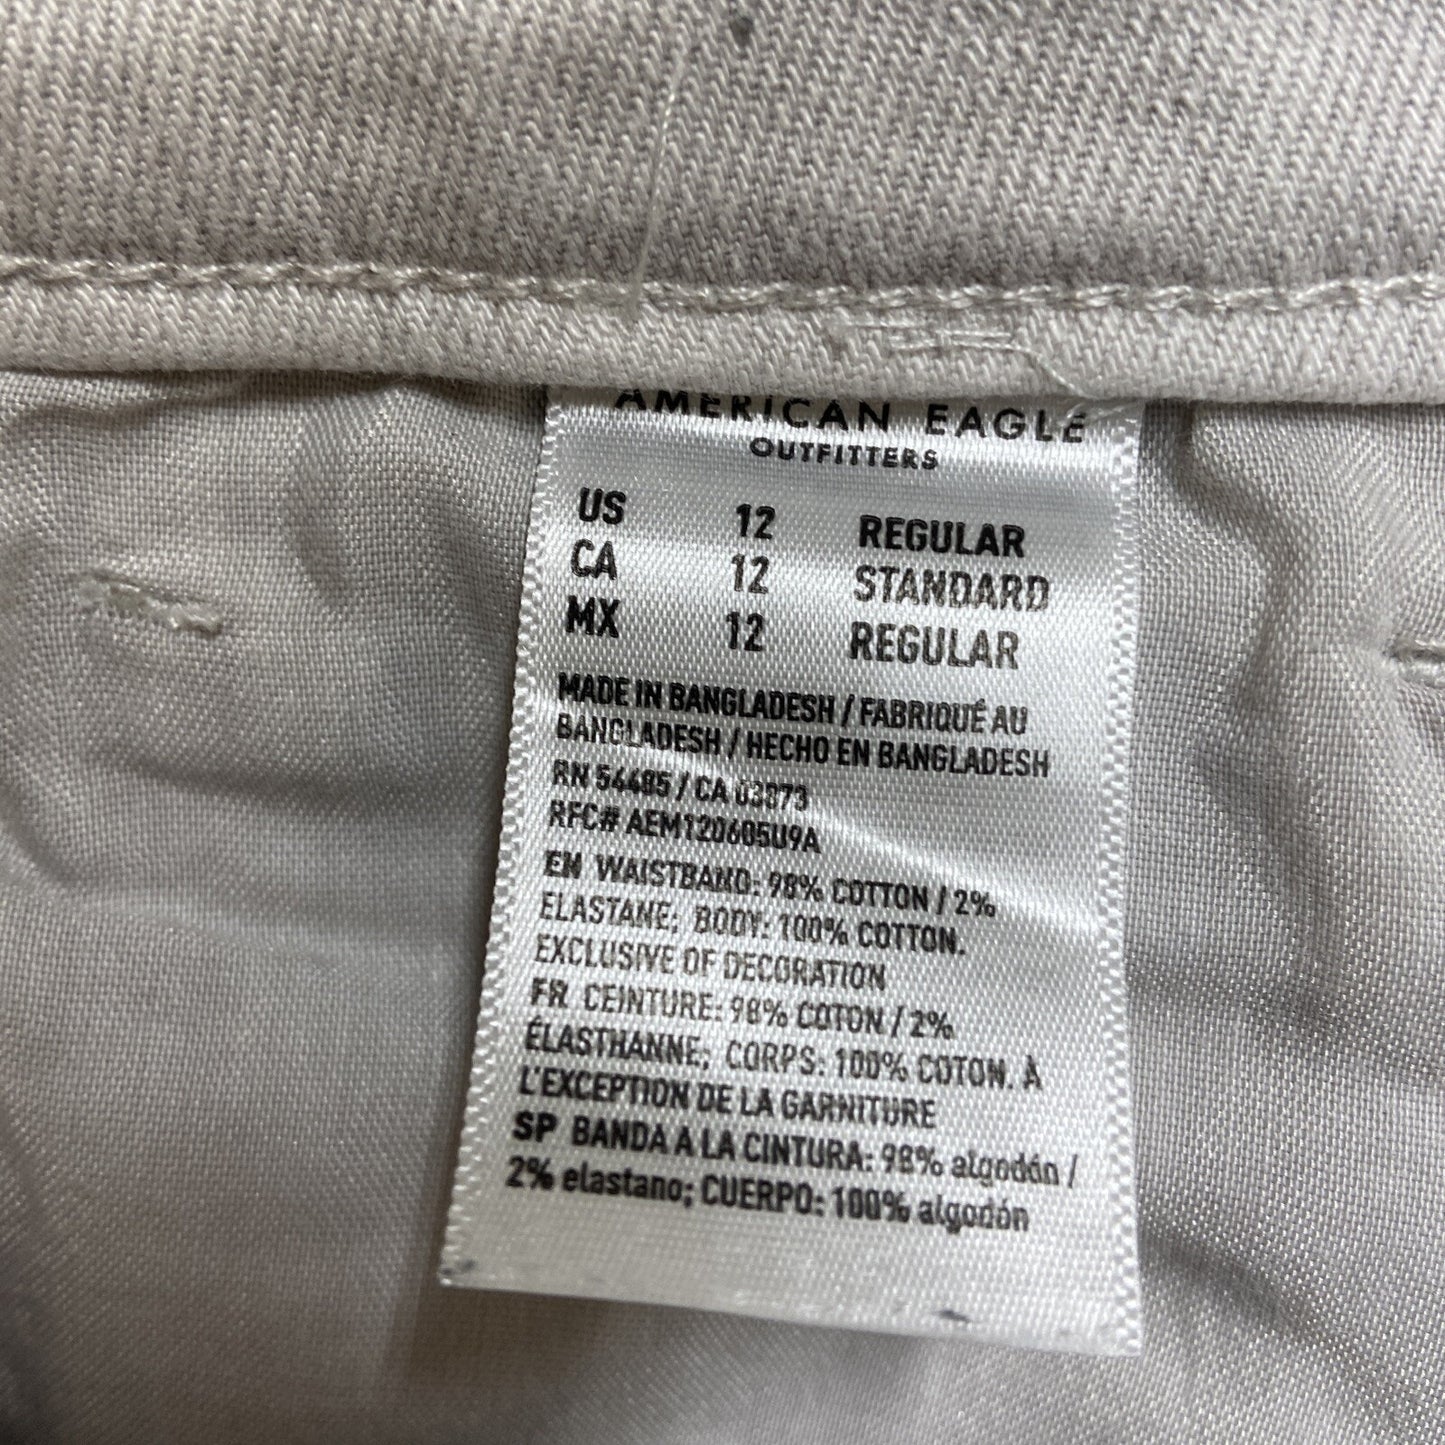 AMERICAN EAGLE
OUTFITTERS
US 12 REGULAR
CA 12 STANDARD
MX 12 REGULAR
MADE IN BANGLADESH / FABRIQUÉ AU
BANGLADESH / HECHO EN BANGLADESH
RN 54485 / CA 03873
RFC# AEM120605U9A
EN WAISTBAND: 98% COTTON / 2%
ELASTANE; BODY: 100% COTTON.
EXCLUSIVE OF DECORATION
FR CEINTURE: 98% COTON / 2%
ÉLASTHANNE; CORPS: 100% COTON. À
L'EXCEPTION DE LA GARNITURE
SP BANDA A LA CINTURA: 98% algodón /
2% elastano; CUERPO: 100% algodón